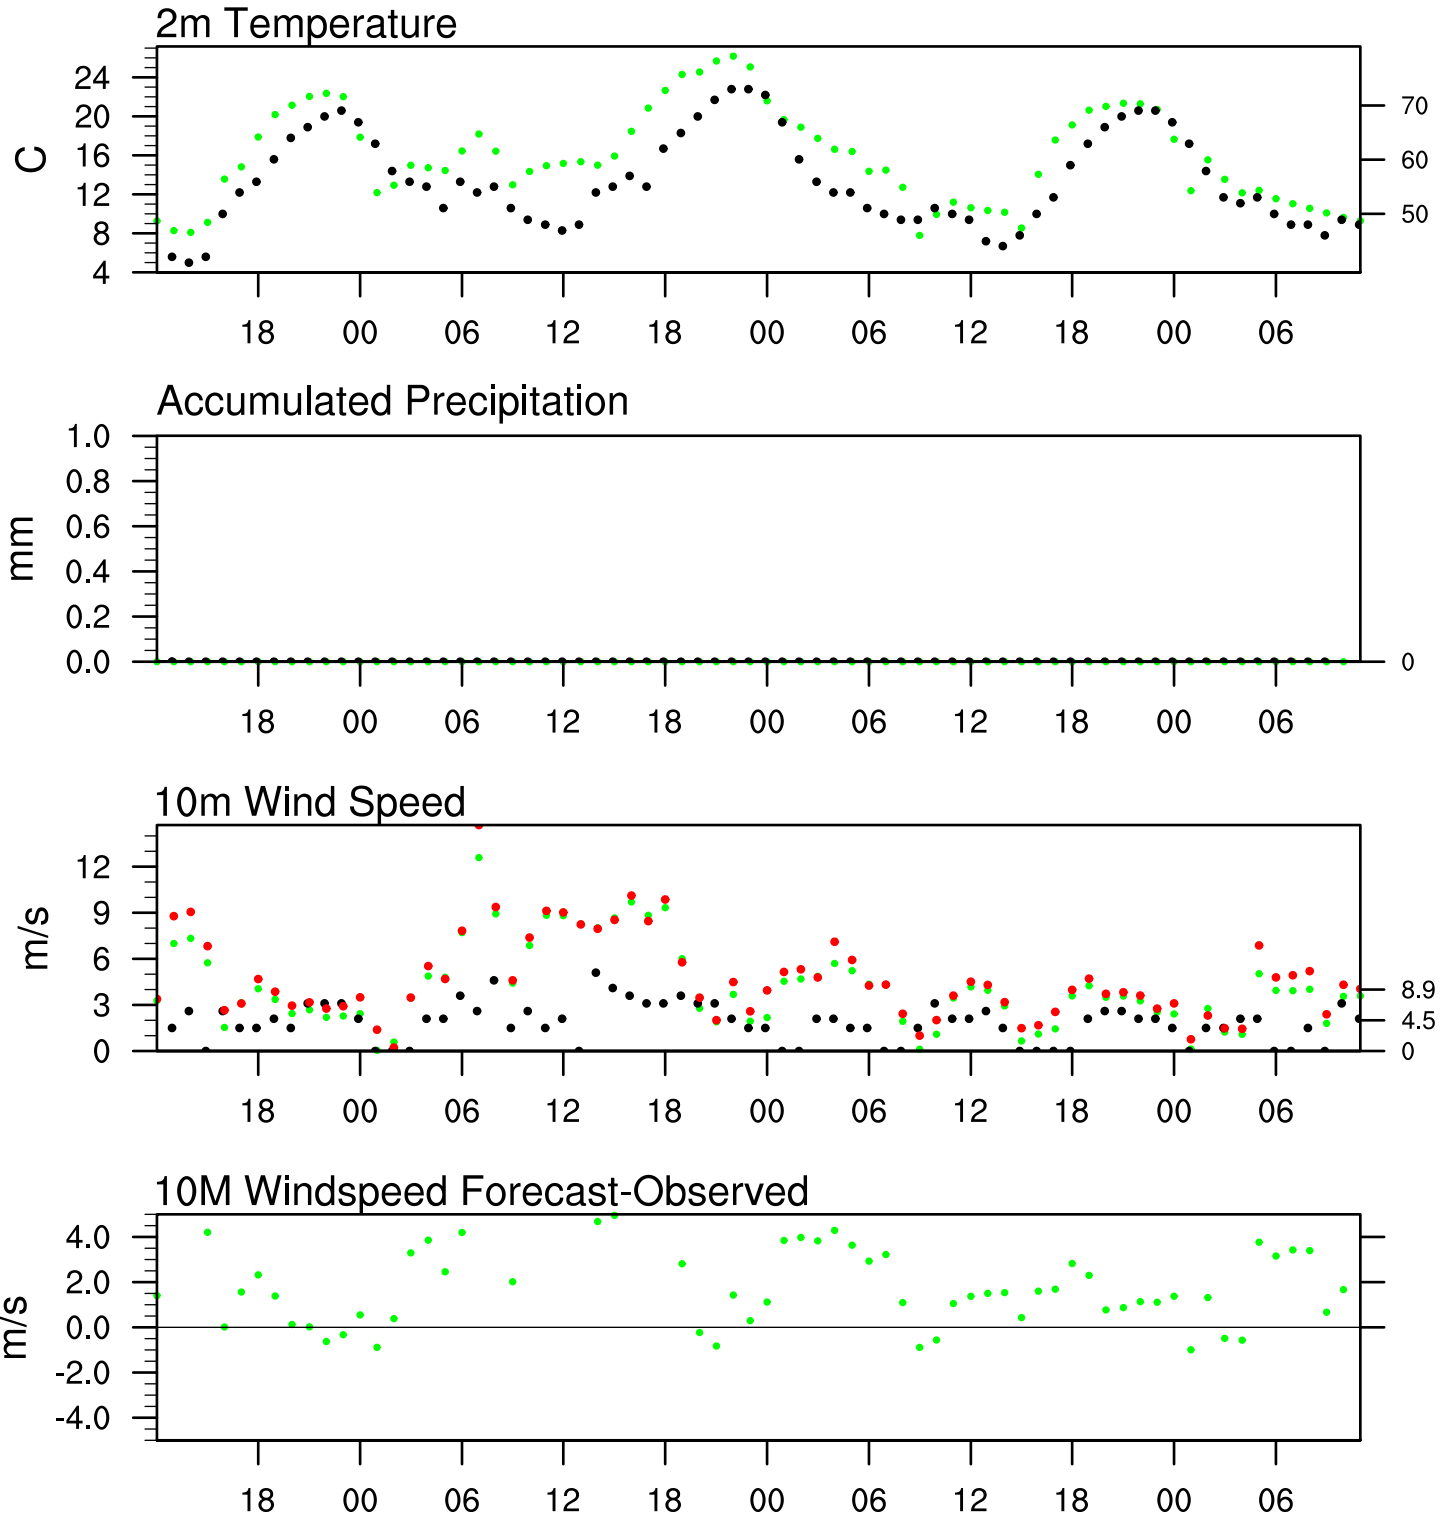 2m Temperature
24
20
16
12
8
4
C
70
60
50
18 00 06 12 18 00 06 12 18 00 06
Accumulated Precipitation
1.0
0.8
0.6
0.4
0.2
0.0
mm
0
18 00 06 12 18 00 06 12 18 00 06
10m Wind Speed
12
9
6
3
0
m/s
8.9
4.5
0
18 00 06 12 18 00 06 12 18 00 06
10M Windspeed Forecast-Observed
4.0
2.0
0.0
-2.0
-4.0
m/s
18 00 06 12 18 00 06 12 18 00 06